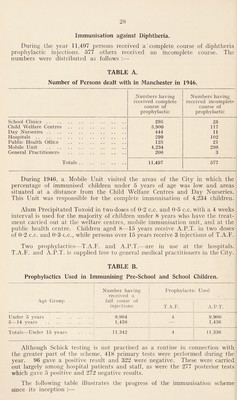 28
Immunisation against Diphtheria.
During the year 11,497 persons received a complete course of diphtheria
prophylactic injections. 577 others received an incomplete course. The
numbers were distributed as follows :—
TABLE A.
Number of Persons dealt with in Manchester in 1946.
Numbers having received complete course of prophylactic
Numbers having received incomplete course of prophylactic
School Clinics 286 28
Child Welfare Centres 5,906 117
Day Nurseries 444 11
Hospitals 299 102
Public Health Office 128 21
Mobile Unit 4,234 298
General Practitioners 200
Totals 11,497 577
During 1946, a Mobile Unit visited the areas of the City in which the
percentage of immunised children under 5 years of age was low and areas
situated at a distance from the Child Welfare Centres and Day Nurseries.
This Unit was responsible for the complete immunisation of 4,234 children.
Alum Precipitated Toxoid in two doses of 0·2 c.c. and 0·5 c.c. with a 4 weeks
interval is used for the majority of children under 8 years who have the treat-
ment carried out at the welfare centres, mobile immunisation unit, and at the
public health centre. Children aged 8—15 years receive A.P.T. in two doses
of 0·2 c.c. and 0·3 c.c., while persons over 15 years receive 3 injections of T.A.F.
Two prophylactics—T.A.F. and A.P.T.—are in use at the hospitals.
T.A.F. and A.P.T. is supplied free to general medical practitioners in the City.
TABLE B.
Prophylactics Used in Immunising Pre-School and School Children.
Age Group
Number having received a full course of injections
Prophylactic Used
T.A.F. A.P.T.
Under 5 years 9,904 4 9,900
5—14 years 1,438
Totals—Under 15 years 11,342 4 11,338
Although Schick testing is not practised as a routine in connection with
the greater part of the scheme, 418 primary tests were performed during the
year. 96 gave a positive result and 322 were negative. These were carried
out largely among hospital patients and staff, as were the 277 posterior tests
which gave 5 positive and 272 negative results.
The following table illustrates the progress of the immunisation scheme
since its inception :—